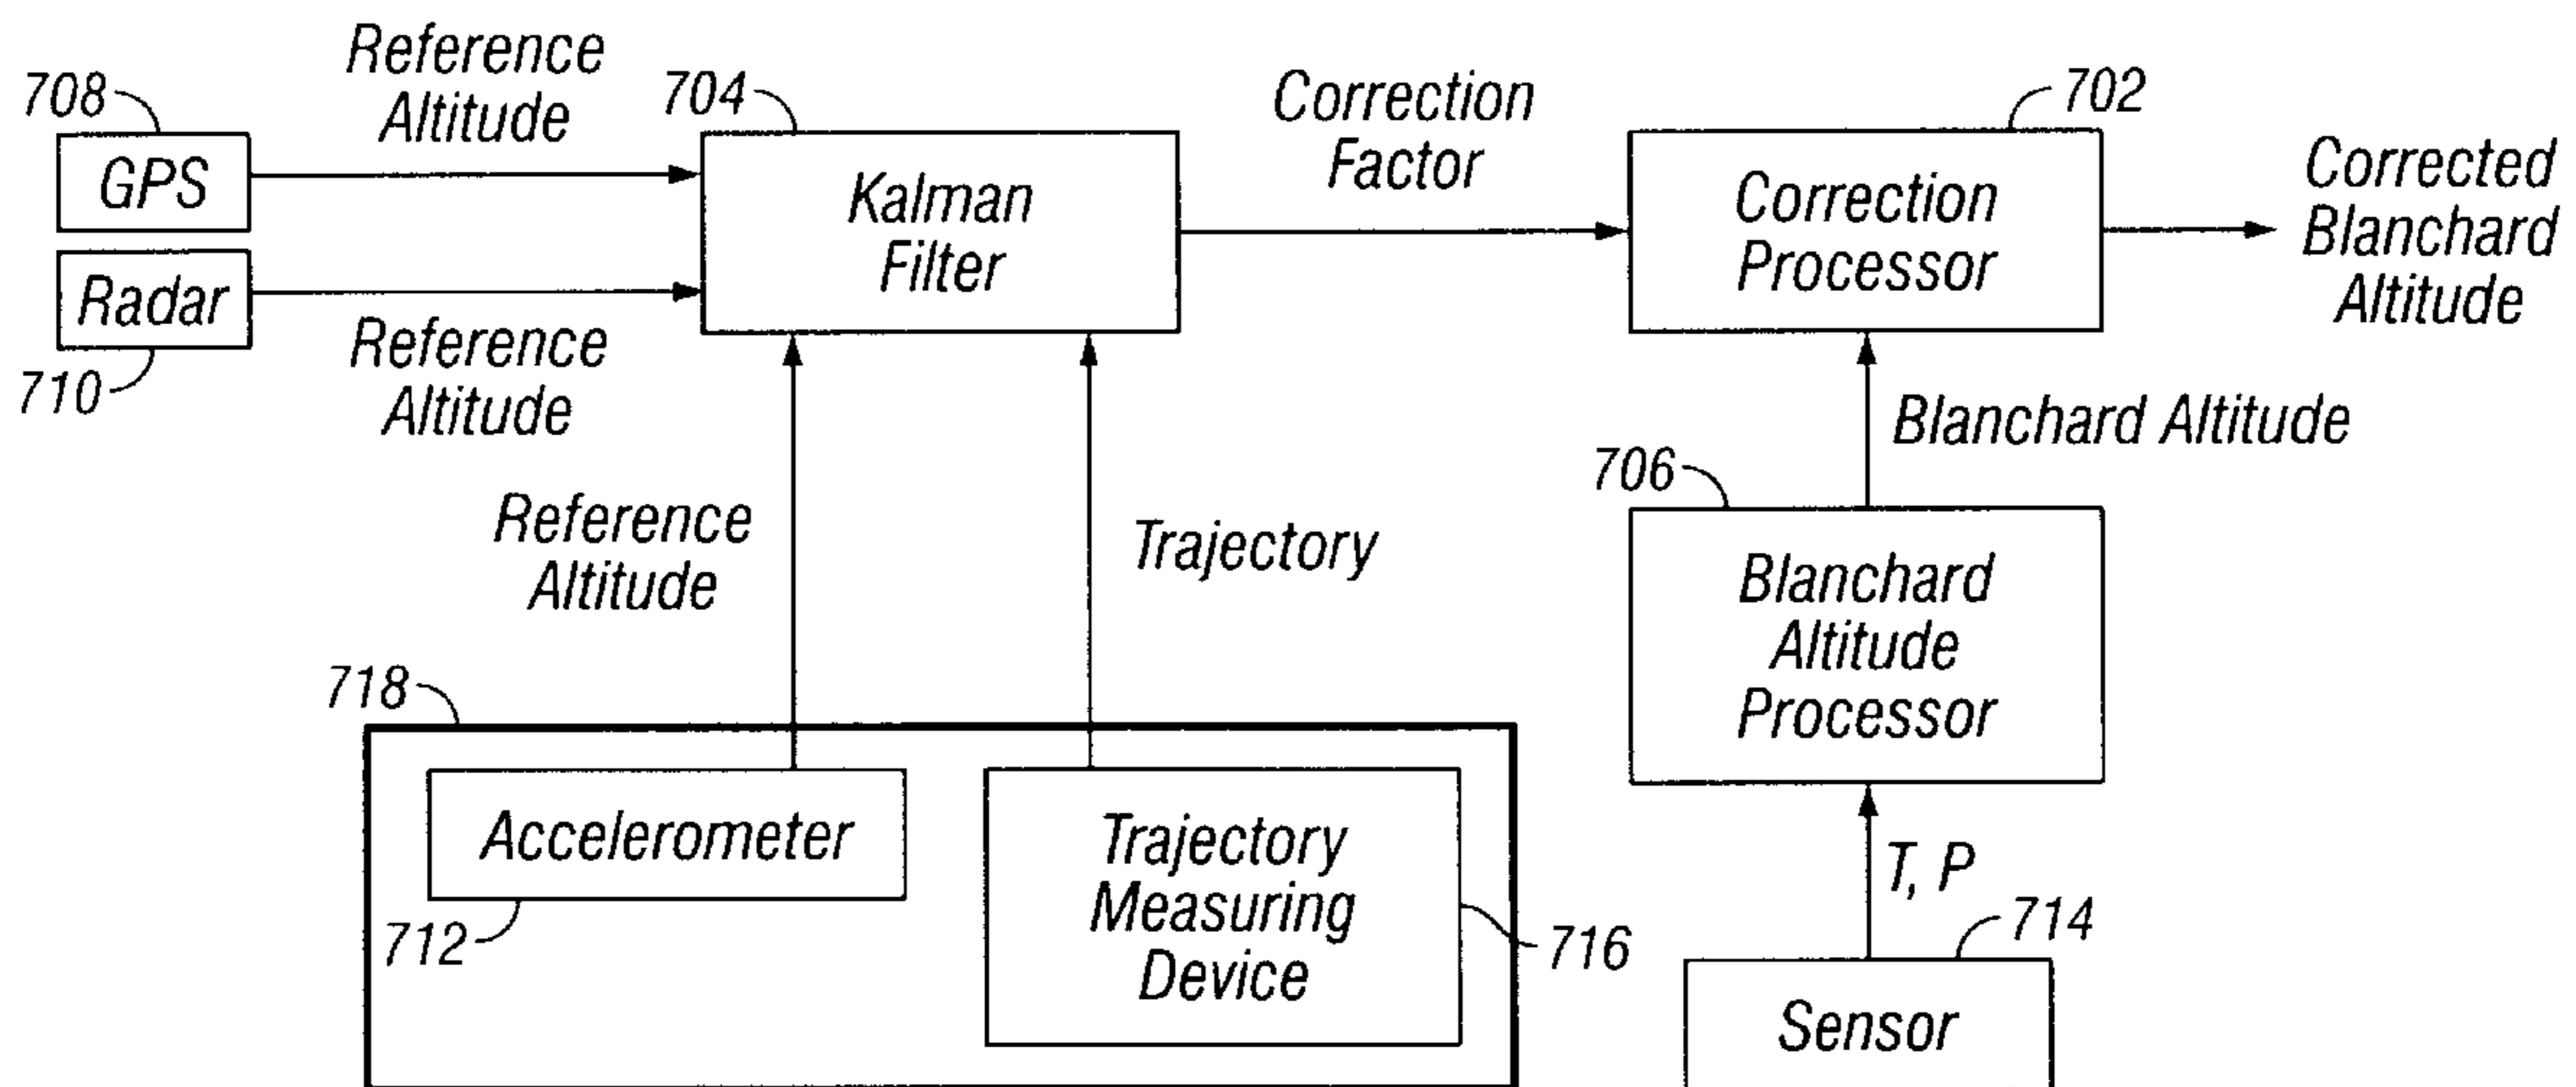 Reference
Altitude
708
GPS
704
Kalman
Filter
Correction
Factor
702
Correction
Processor
Corrected
Blanchard
Altitude
Radar
710
Reference
Altitude
Reference
Altitude
Trajectory
Blanchard Altitude
706
Blanchard
Altitude
Processor
718
Accelerometer
712
Trajectory
Measuring
Device
716
T, P
714
Sensor